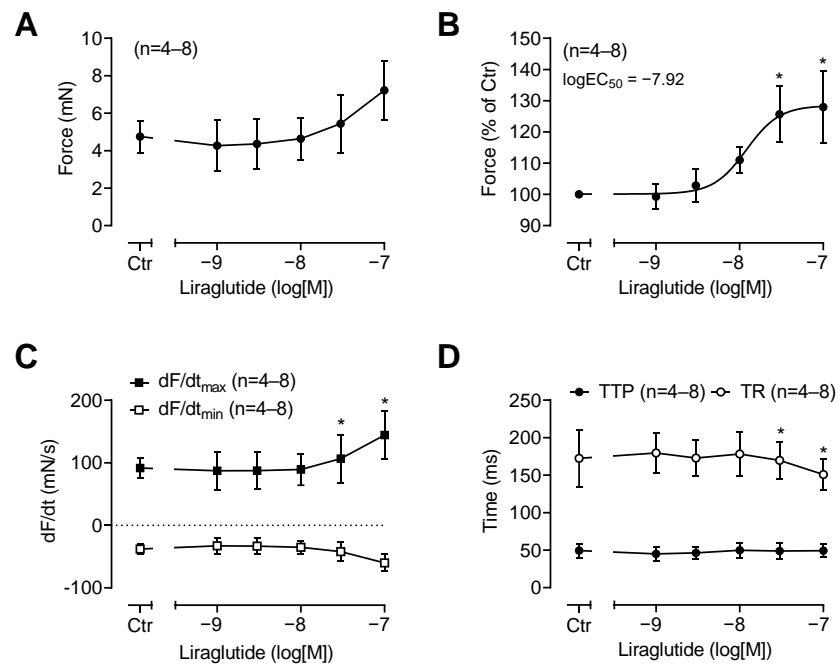 A
(n=4–8)
10
8
6
4
2
0
Force (mN)
Ctr
−9
−8
−7
Liraglutide (log[M])
B
(n=4–8)
logEC50 = −7.92
* *
150
140
130
120
110
100
90
Force (% of Ctr)
Ctr
−9
−8
−7
Liraglutide (log[M])
C
dF/dtmax (n=4–8)
dF/dtmin (n=4–8)
* *
200
100
0
-100
dF/dt (mN/s)
Ctr
−9
−8
−7
Liraglutide (log[M])
D
TTP (n=4–8) TR (n=4–8)
* *
250
200
150
100
50
0
Time (ms)
Ctr
−9
−8
−7
Liraglutide (log[M])